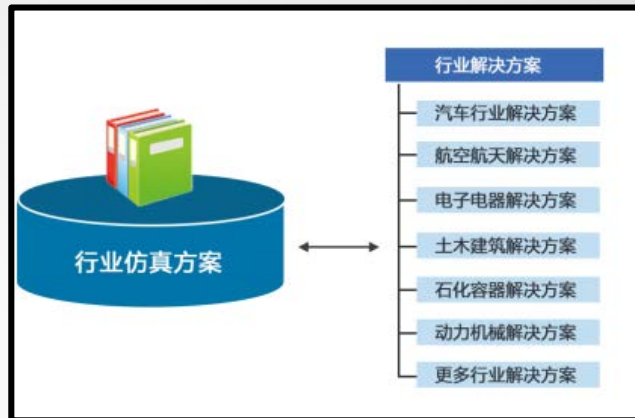 行业解决方案
汽车行业解决方案
航空航天解决方案
电子电器解决方案
行业仿真方案
土木建筑解决方案
石化容器解决方案
动力机械解决方案
更多行业解决方案